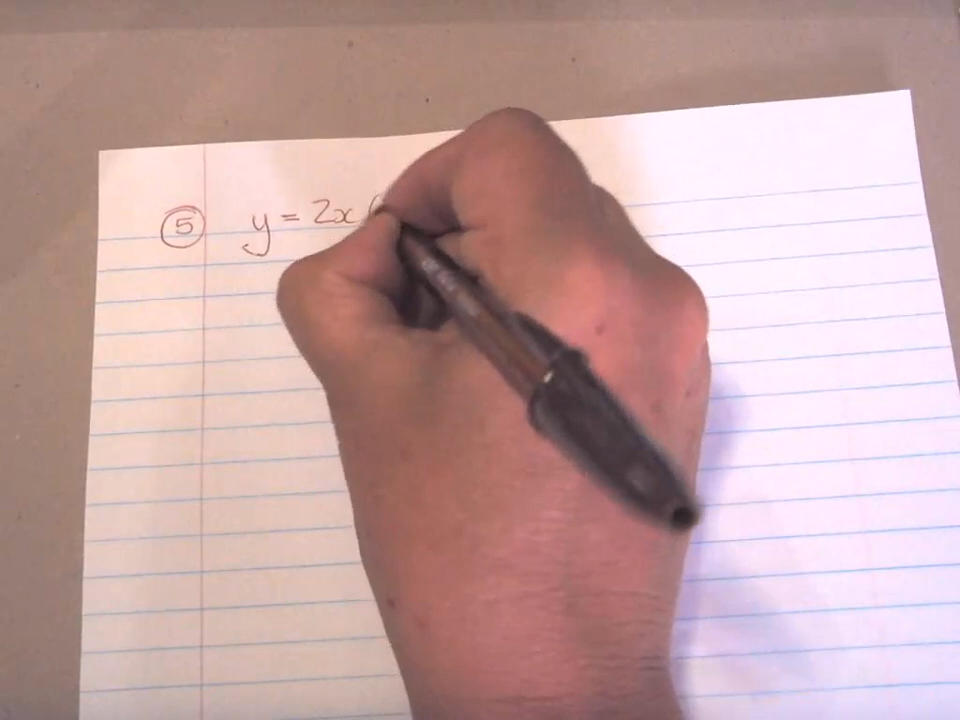 ⑤ y = 2x(